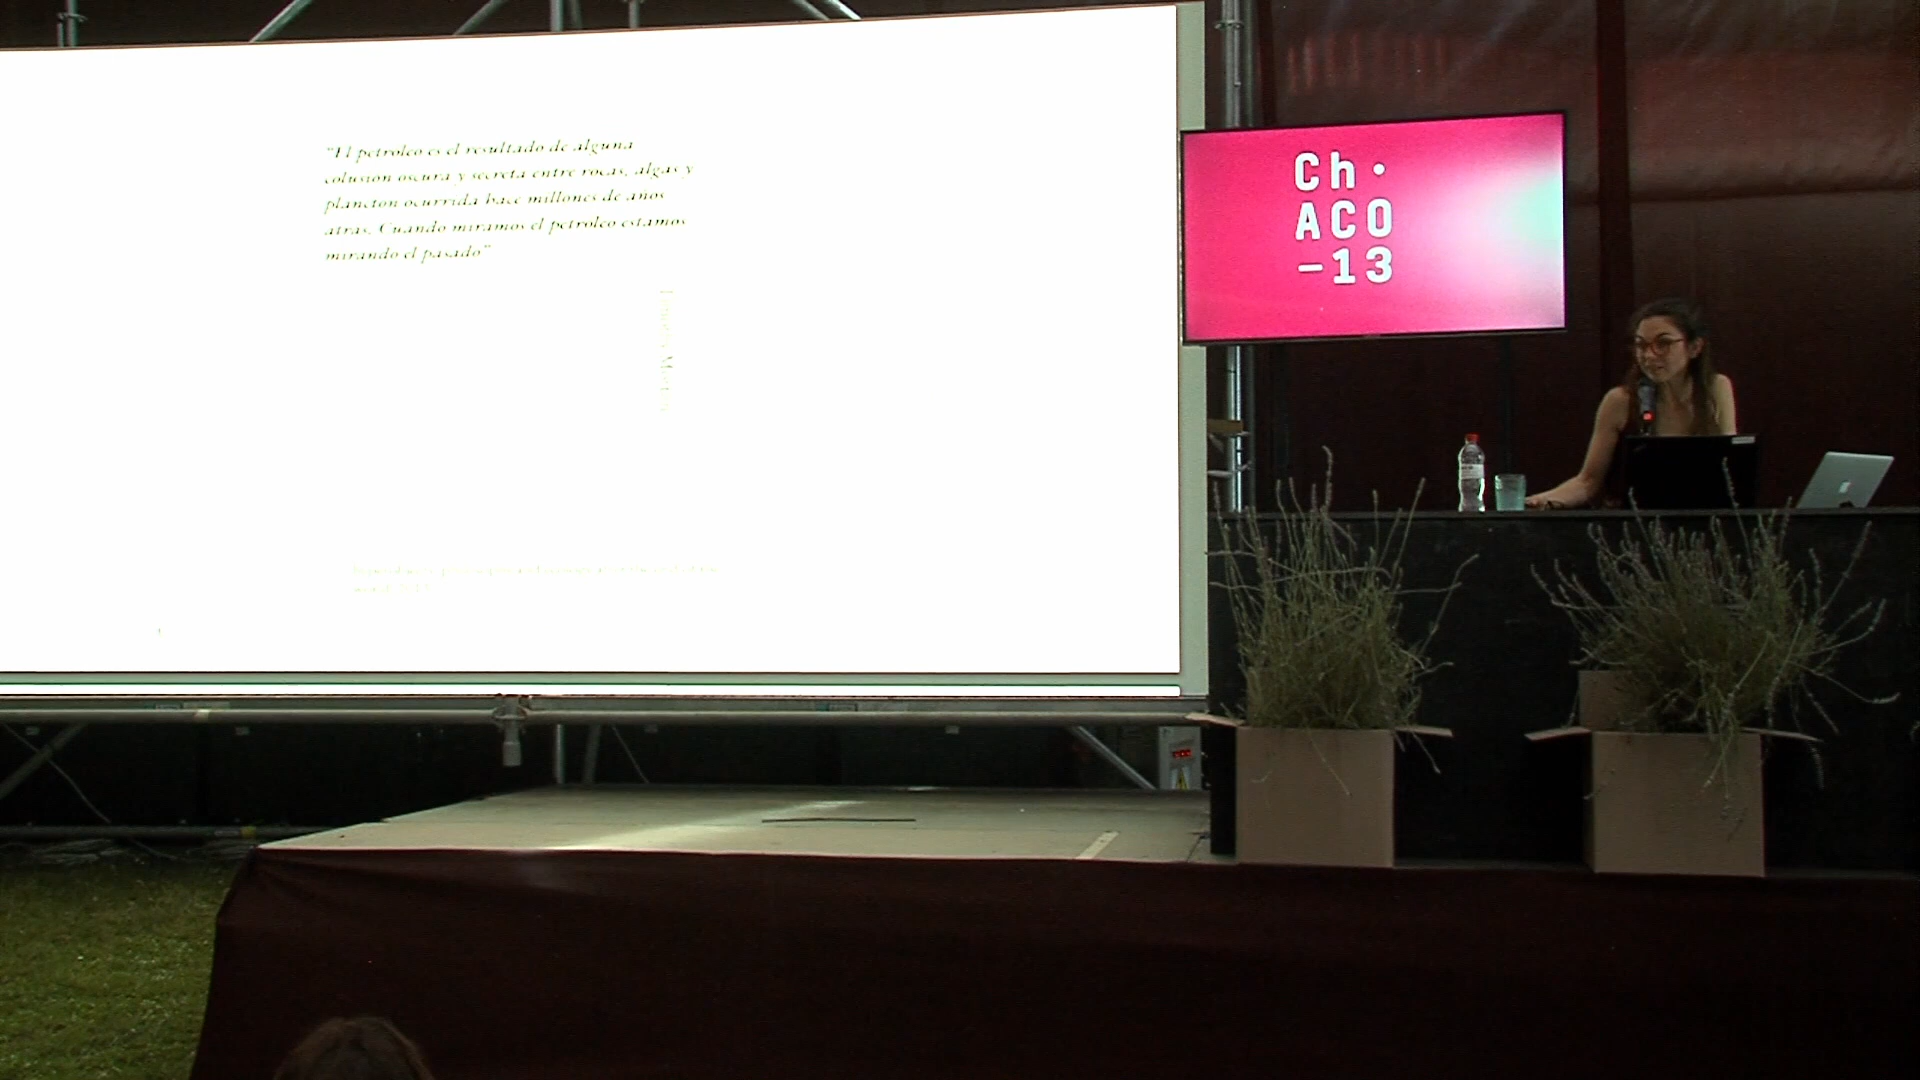 "El petroleo es el resultado de alguna
colusion oscura y secreta entre rocas, algas y
plancton ocurrida hace millones de años
atras. Cuando miramos el petroleo estamos
mirando el pasado"
Ch·
ACO
-13